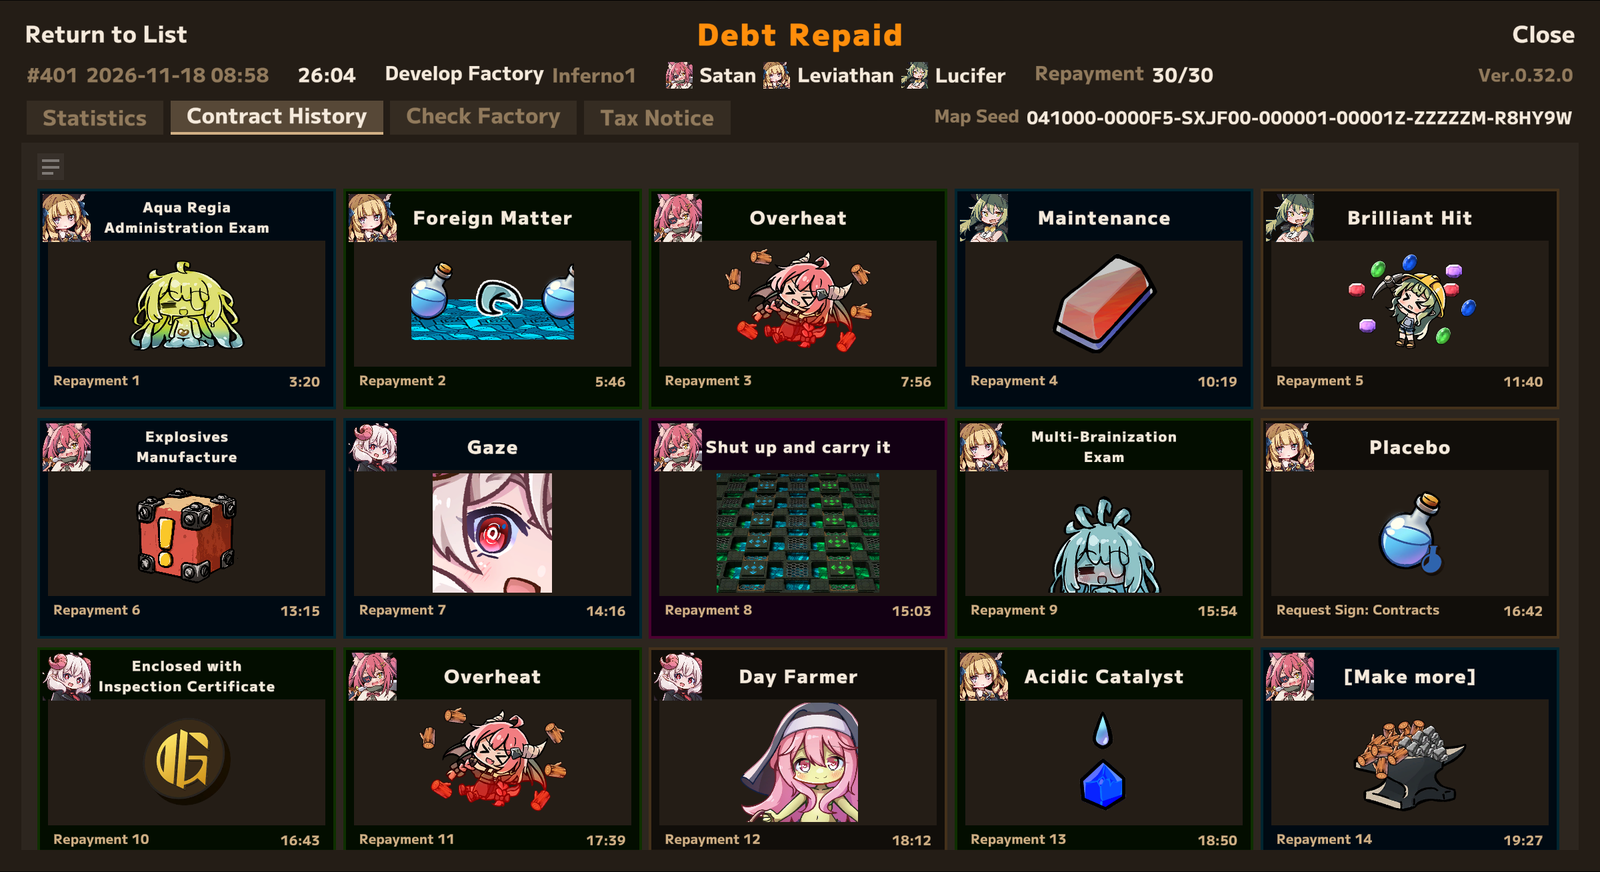 Return to List
Debt Repaid
Close
#401 2026-11-18 08:58 26:04 Develop Factory Inferno1 Satan Leviathan Lucifer Repayment 30/30 Ver.0.32.0
Statistics Contract History Check Factory Tax Notice Map Seed 041000-0000F5-SXJF00-000001-00001Z-ZZZZZM-R8HY9W
Aqua Regia
Administration Exam
Repayment 1 3:20
Foreign Matter
Repayment 2 5:46
Overheat
Repayment 3 7:56
Maintenance
Repayment 4 10:19
Brilliant Hit
Repayment 5 11:40
Explosives
Manufacture
Repayment 6 13:15
Gaze
Repayment 7 14:16
Shut up and carry it
Repayment 8 15:03
Multi-Brainization
Exam
Repayment 9 15:54
Placebo
Request Sign: Contracts 16:42
Enclosed with
Inspection Certificate
Repayment 10 16:43
Overheat
Repayment 11 17:39
Day Farmer
Repayment 12 18:12
Acidic Catalyst
Repayment 13 18:50
[Make more]
Repayment 14 19:27